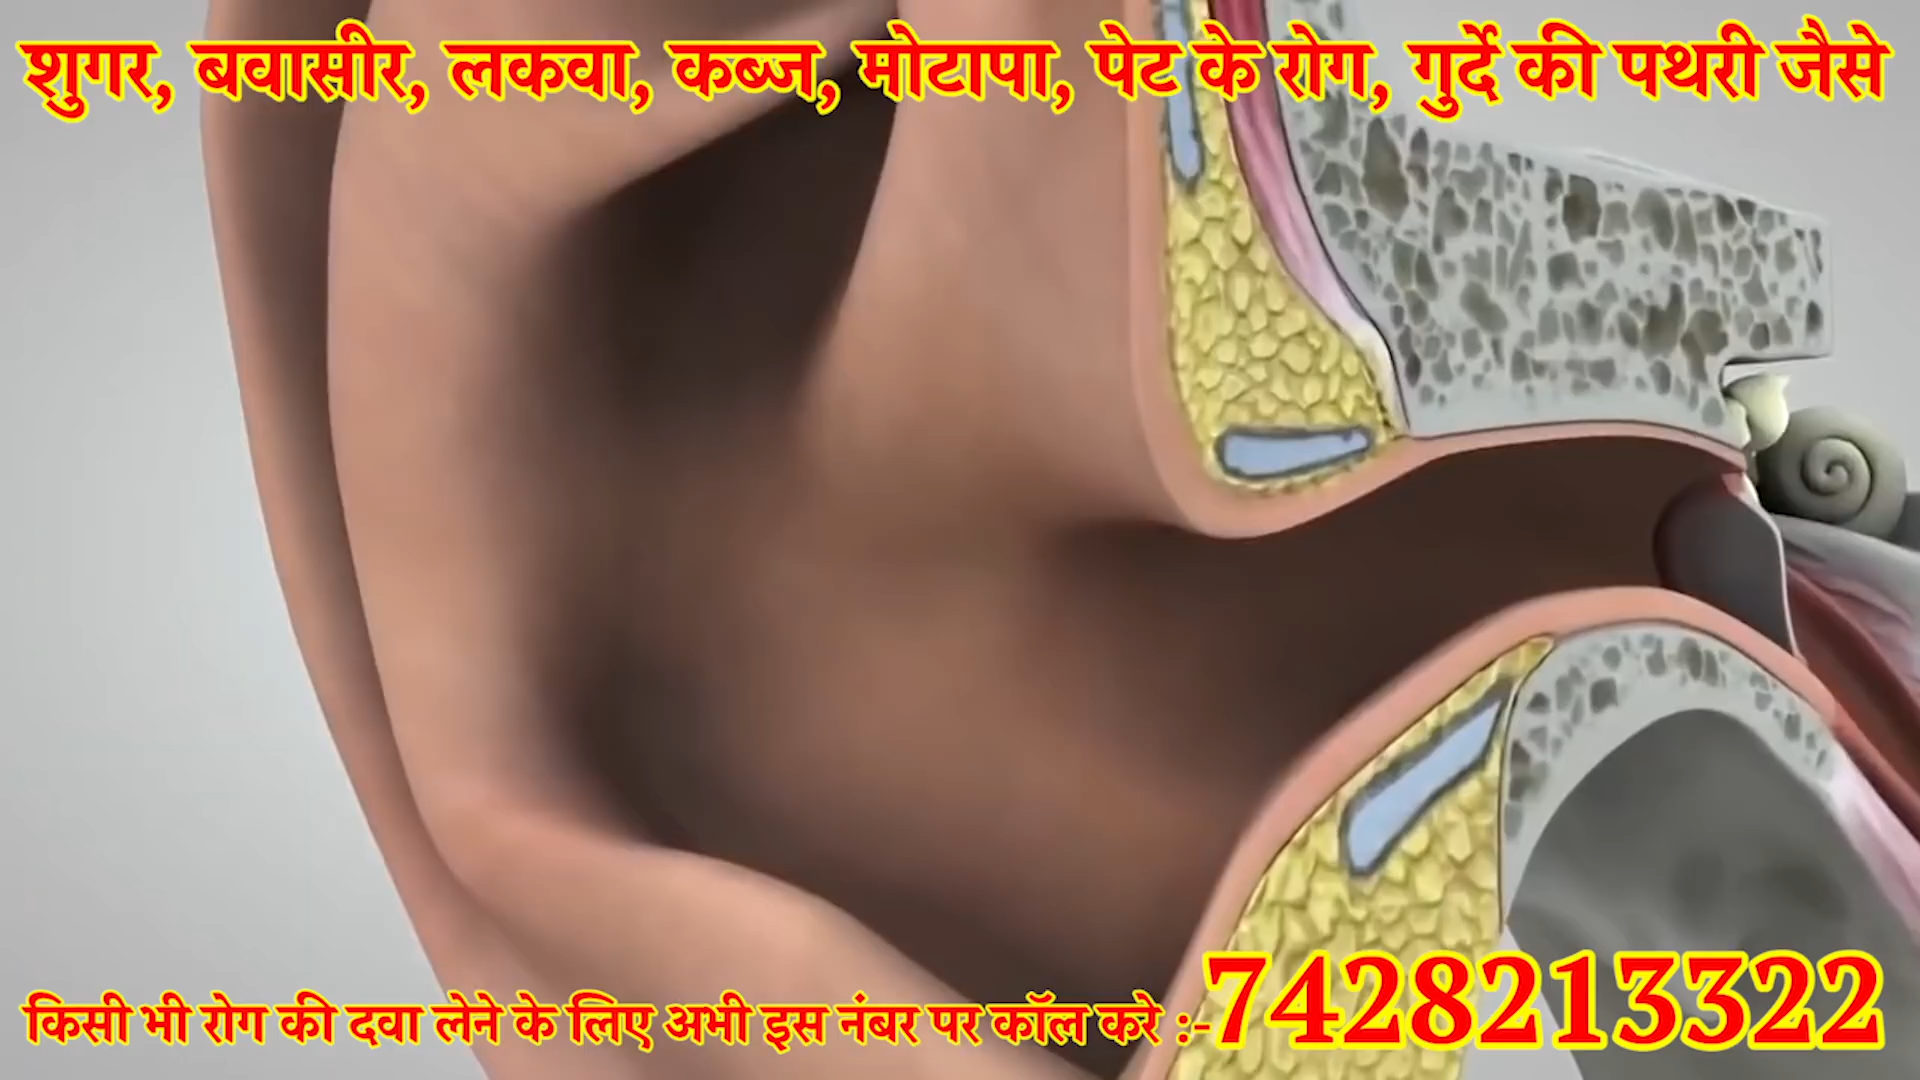 शुगर, बवासीर, लकवा, कब्ज, मोटापा, पेट के रोग, गुर्दे की पथरी जैसे
किसी भी रोग की दवा लेने के लिए अभी इस नंबर पर कॉल करे :-7428213322